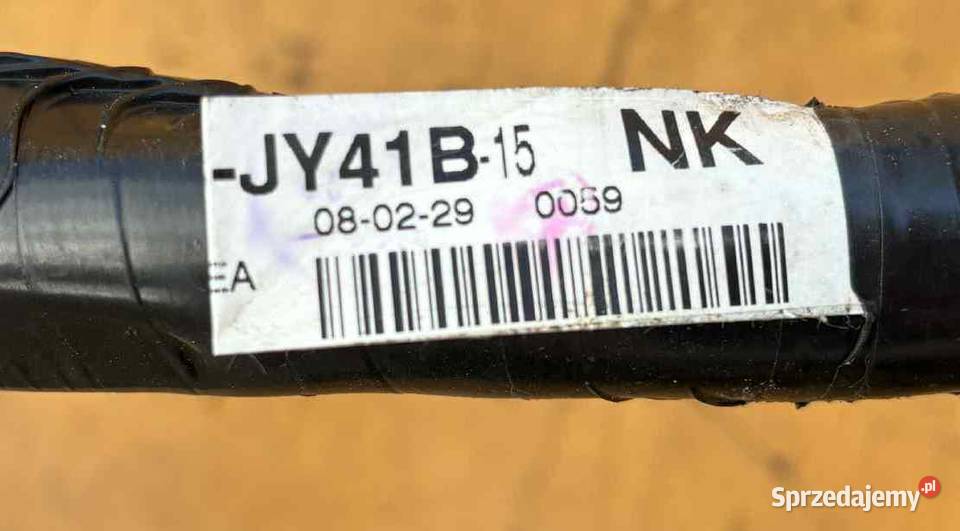 -JY41B-15 NK
08-02-29 0059
EA
Sprzedajemy.pl